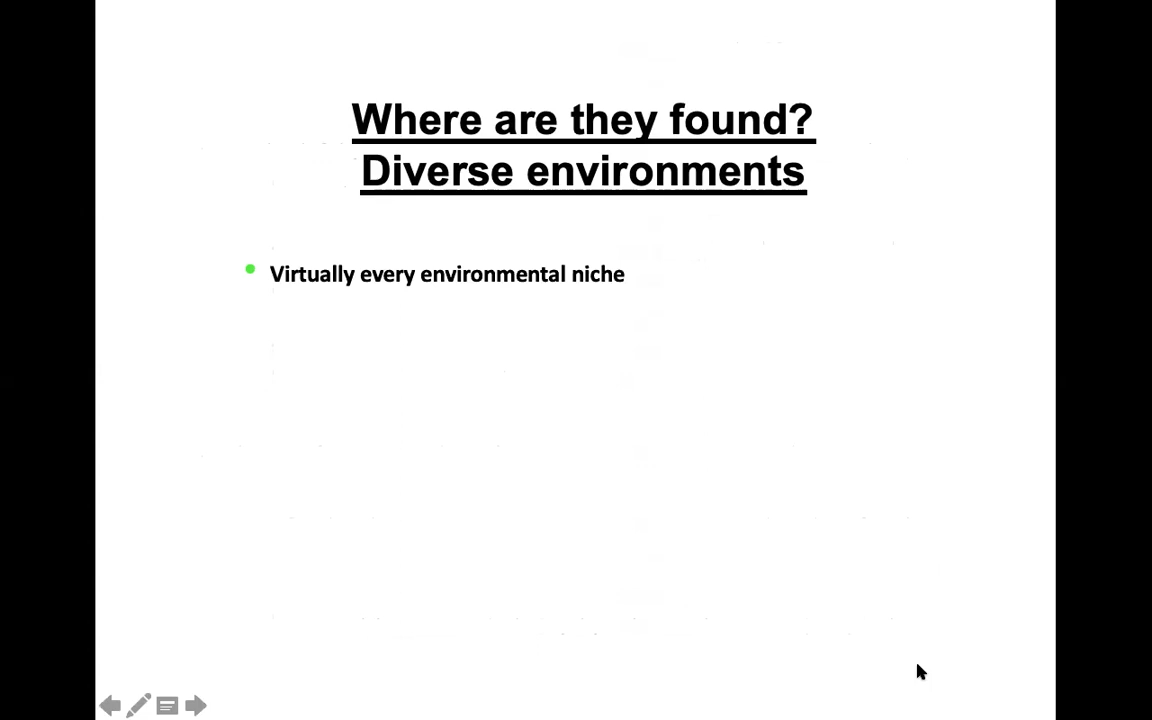 Where are they found?
Diverse environments
• Virtually every environmental niche